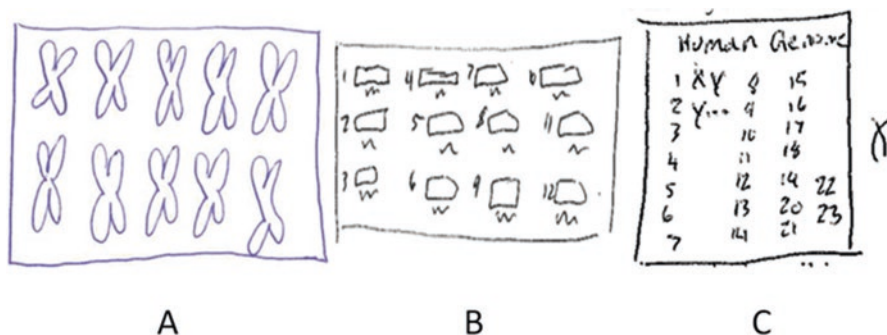 1 4 7 10
2 5 8 11
3 6 9 12
Human Genome
1 XY 8 15
2 Y... 9 16
3 10 17
4 11 18
5 12 19 22
6 13 20 23
7 14 21
...
A B C